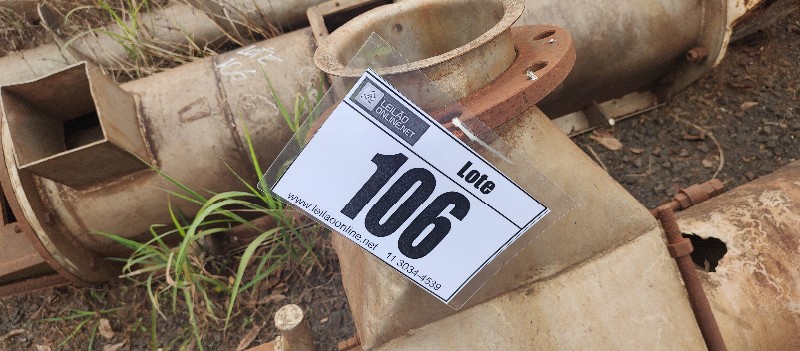 LEILÃO
ONLINE.NET
Lote
106
www.leilaoonline.net 11 3034-4539